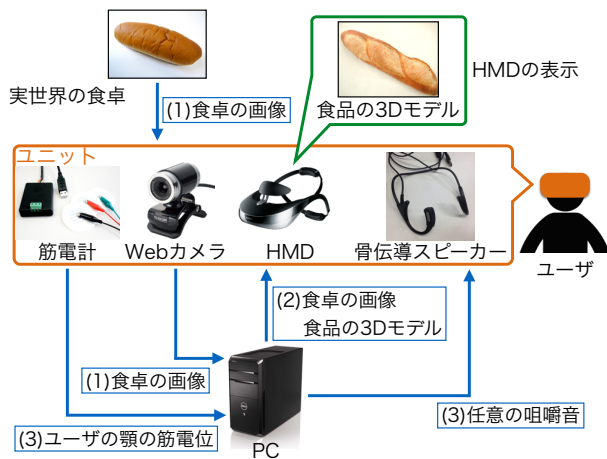 実世界の食卓
(1)食卓の画像
食品の3Dモデル
HMDの表示
ユニット
筋電計
Webカメラ
HMD
骨伝導スピーカー
ユーザ
(2)食卓の画像
食品の3Dモデル
(1)食卓の画像
(3)ユーザの顎の筋電位
PC
(3)任意の咀嚼音